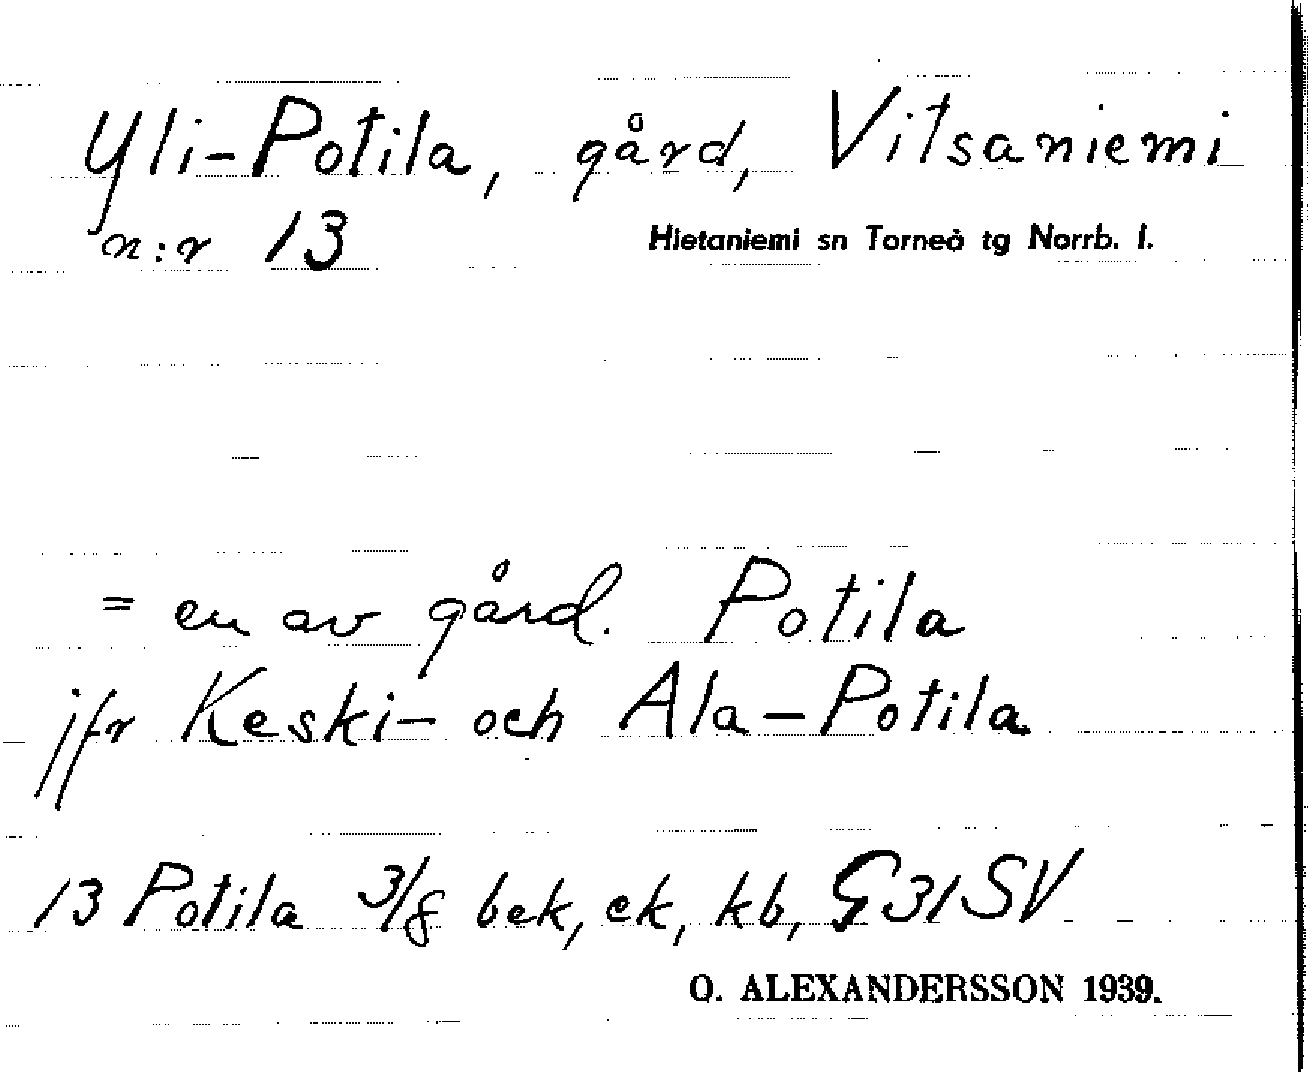 Yli-Potila, gård, Vitsaniemi
n:r 13
Hietaniemi sn Torneå tg Norrb. l.
= en av gård. Potila
jfr Keski- och Ala-Potila
13 Potila 3/8 bek, ek, kb, G31SV
O. ALEXANDERSSON 1939.